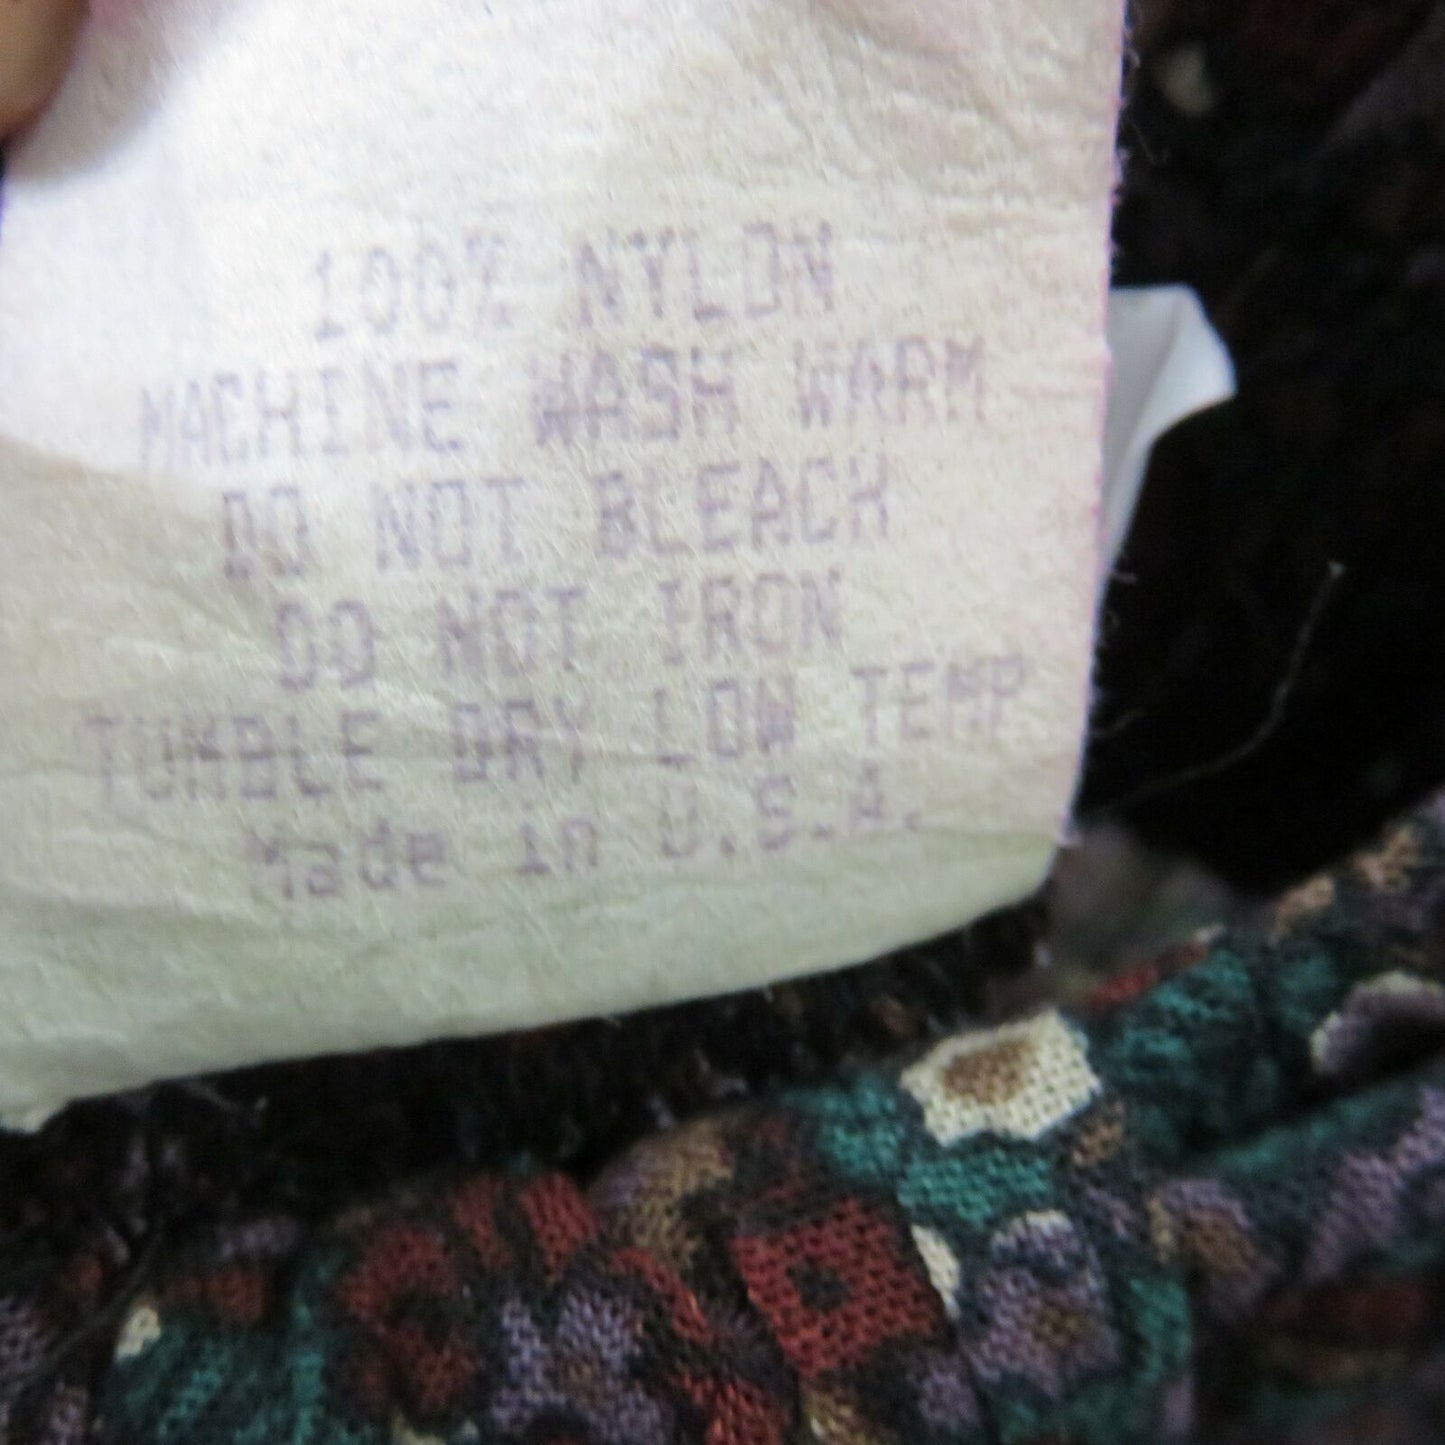 100% NYLON
MACHINE WASH WARM
DO NOT BLEACH
DO NOT IRON
TUMBLE DRY LOW TEMP
Made in U.S.A.